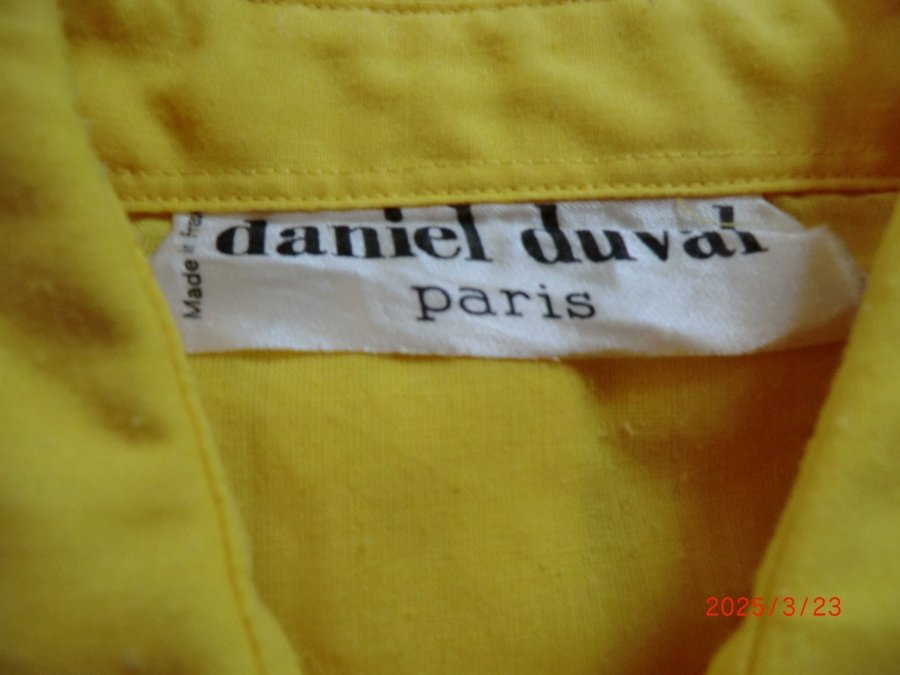 daniel duval
paris
Made in
2025/3/23